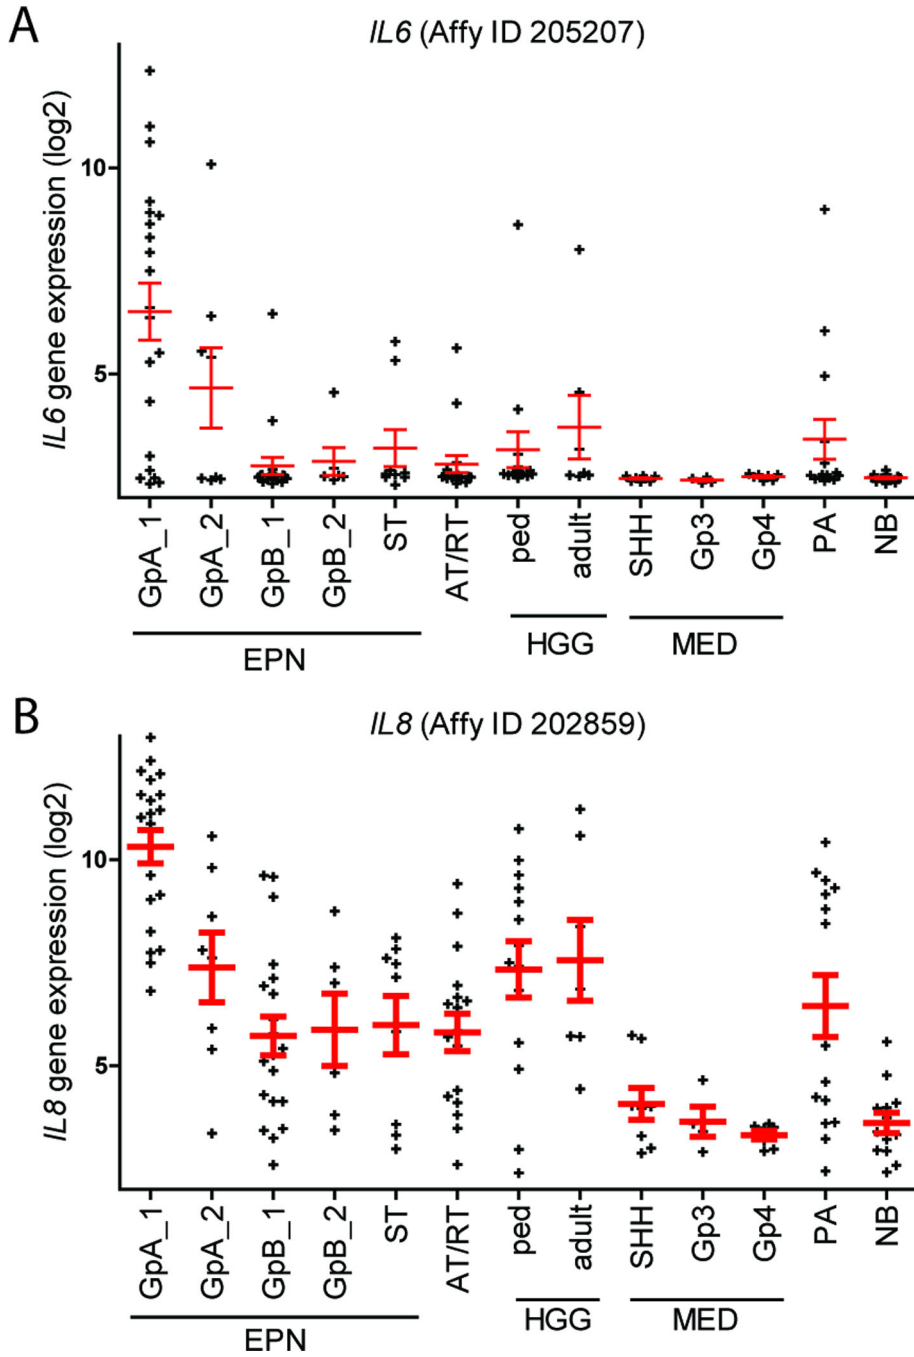 A
IL6 (Affy ID 205207)
IL6 gene expression (log2)
10
5
GpA_1
GpA_2
GpB_1
GpB_2
ST
AT/RT
ped
adult
SHH
Gp3
Gp4
PA
NB
EPN
HGG
MED
B
IL8 (Affy ID 202859)
IL8 gene expression (log2)
10
5
GpA_1
GpA_2
GpB_1
GpB_2
ST
AT/RT
ped
adult
SHH
Gp3
Gp4
PA
NB
EPN
HGG
MED